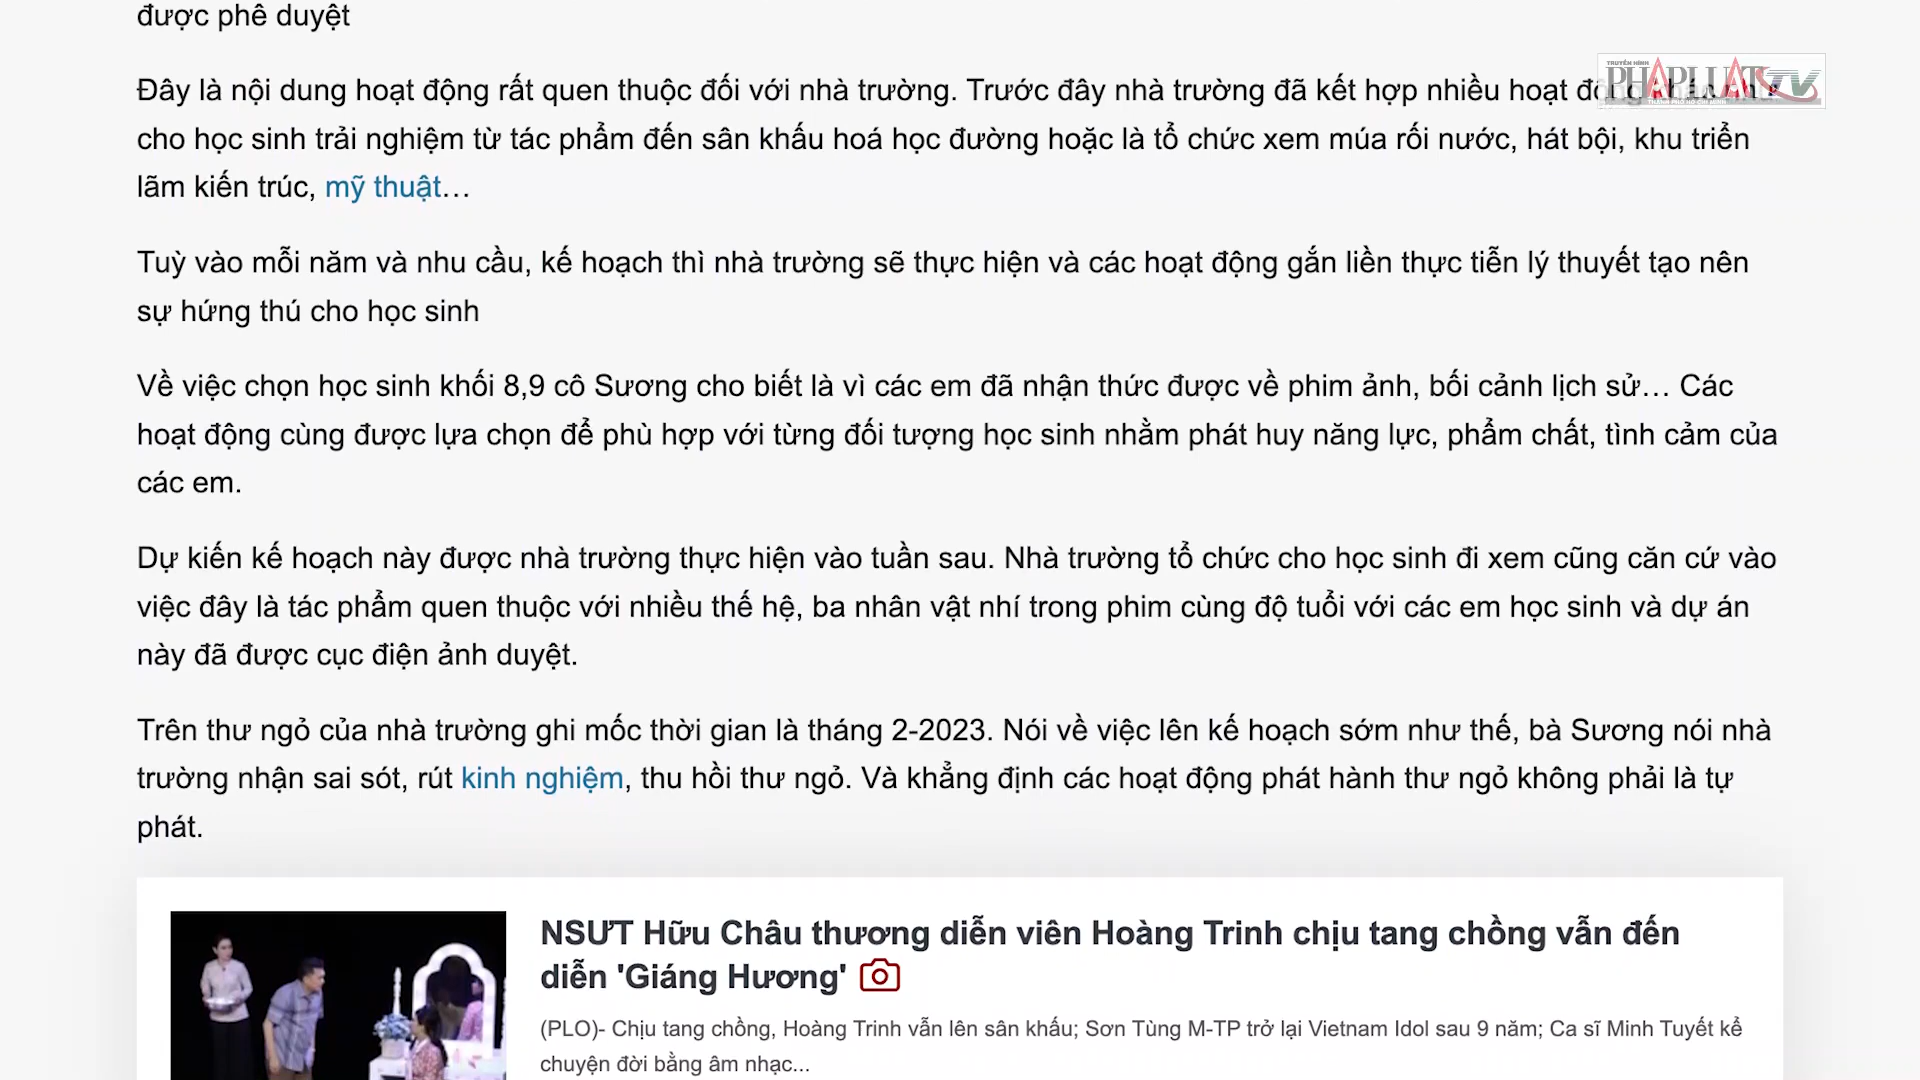 được phê duyệt
TRUYỀN HÌNH
PHÁP LUẬT TV
THÀNH PHỐ HỒ CHÍ MINH
Đây là nội dung hoạt động rất quen thuộc đối với nhà trường. Trước đây nhà trường đã kết hợp nhiều hoạt động
cho học sinh trải nghiệm từ tác phẩm đến sân khấu hoá học đường hoặc là tổ chức xem múa rối nước, hát bội, khu triển
lãm kiến trúc, mỹ thuật…
Tuỳ vào mỗi năm và nhu cầu, kế hoạch thì nhà trường sẽ thực hiện và các hoạt động gắn liền thực tiễn lý thuyết tạo nên
sự hứng thú cho học sinh
Về việc chọn học sinh khối 8,9 cô Sương cho biết là vì các em đã nhận thức được về phim ảnh, bối cảnh lịch sử… Các
hoạt động cùng được lựa chọn để phù hợp với từng đối tượng học sinh nhằm phát huy năng lực, phẩm chất, tình cảm của
các em.
Dự kiến kế hoạch này được nhà trường thực hiện vào tuần sau. Nhà trường tổ chức cho học sinh đi xem cũng căn cứ vào
việc đây là tác phẩm quen thuộc với nhiều thế hệ, ba nhân vật nhí trong phim cùng độ tuổi với các em học sinh và dự án
này đã được cục điện ảnh duyệt.
Trên thư ngỏ của nhà trường ghi mốc thời gian là tháng 2-2023. Nói về việc lên kế hoạch sớm như thế, bà Sương nói nhà
trường nhận sai sót, rút kinh nghiệm, thu hồi thư ngỏ. Và khẳng định các hoạt động phát hành thư ngỏ không phải là tự
phát.
NSƯT Hữu Châu thương diễn viên Hoàng Trinh chịu tang chồng vẫn đến
diễn 'Giáng Hương'
(PLO)- Chịu tang chồng, Hoàng Trinh vẫn lên sân khấu; Sơn Tùng M-TP trở lại Vietnam Idol sau 9 năm; Ca sĩ Minh Tuyết kể
chuyện đời bằng âm nhạc...